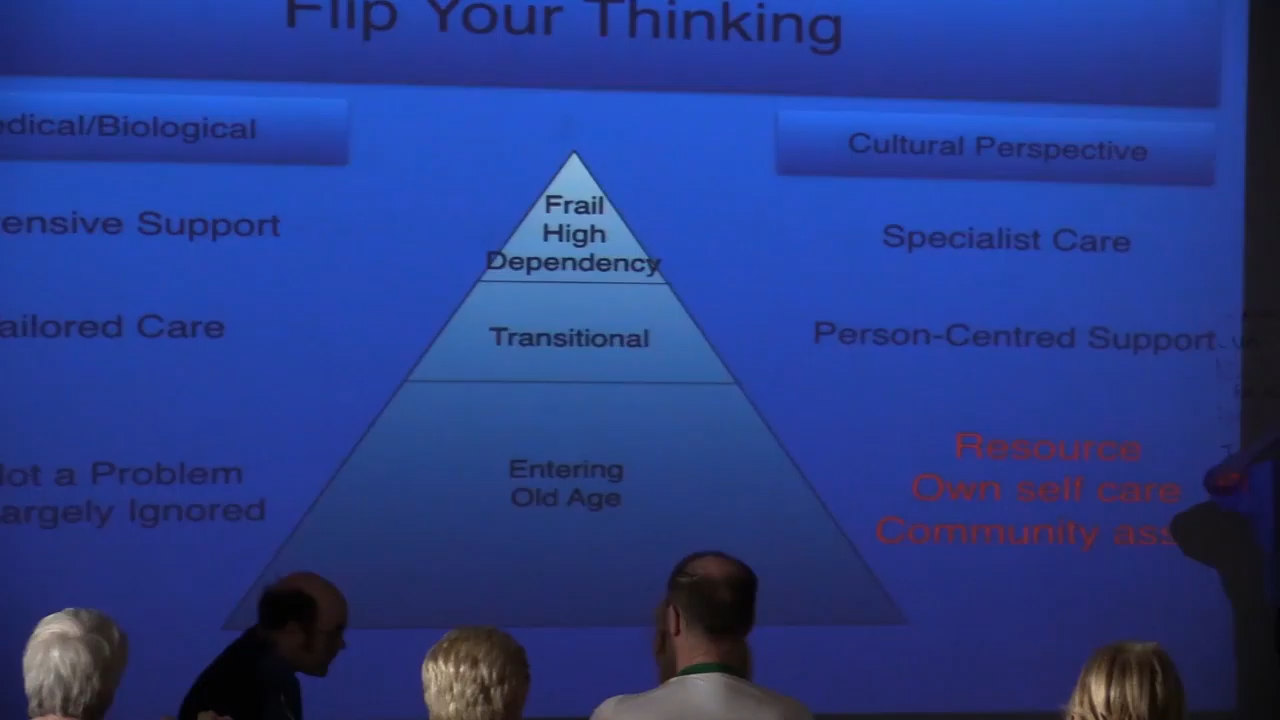 Flip Your Thinking
edical/Biological
Cultural Perspective
ensive Support
Frail
High
Dependency
Specialist Care
ailored Care
Transitional
Person-Centred Support
Not a Problem
Largely Ignored
Entering
Old Age
Resource
Own self care
Community ass